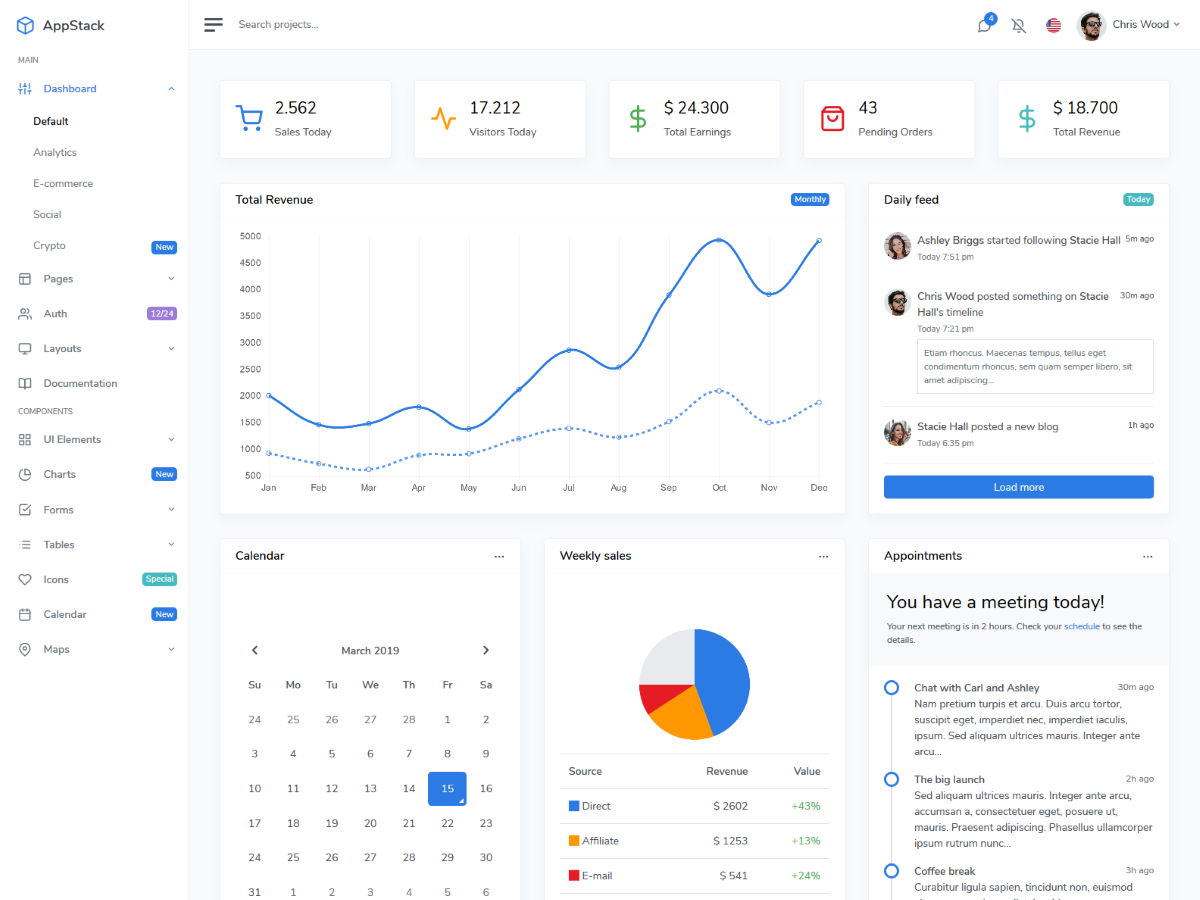 AppStack
MAIN
Dashboard
Default
Analytics
E-commerce
Social
Crypto New
Pages
Auth 12/24
Layouts
Documentation
COMPONENTS
UI Elements
Charts New
Forms
Tables
Icons Special
Calendar New
Maps
Search projects...
4
Chris Wood
2.562
Sales Today
17.212
Visitors Today
$ 24.300
Total Earnings
43
Pending Orders
$ 18.700
Total Revenue
Total Revenue Monthly
5000
4500
4000
3500
3000
2500
2000
1500
1000
500
Jan Feb Mar Apr May Jun Jul Aug Sep Oct Nov Dec
Daily feed Today
Ashley Briggs started following Stacie Hall 5m ago
Today 7:51 pm
Chris Wood posted something on Stacie 30m ago
Hall's timeline
Today 7:21 pm
Etiam rhoncus. Maecenas tempus, tellus eget
condimentum rhoncus, sem quam semper libero, sit
amet adipiscing...
Stacie Hall posted a new blog 1h ago
Today 6:35 pm
Load more
Calendar ...
March 2019
Su Mo Tu We Th Fr Sa
24 25 26 27 28 1 2
3 4 5 6 7 8 9
10 11 12 13 14 15 16
17 18 19 20 21 22 23
24 25 26 27 28 29 30
31 1 2 3 4 5 6
Weekly sales ...
Source Revenue Value
Direct $ 2602 +43%
Affiliate $ 1253 +13%
E-mail $ 541 +24%
Appointments ...
You have a meeting today!
Your next meeting is in 2 hours. Check your schedule to see the
details.
Chat with Carl and Ashley 30m ago
Nam pretium turpis et arcu. Duis arcu tortor,
suscipit eget, imperdiet nec, imperdiet iaculis,
ipsum. Sed aliquam ultrices mauris. Integer ante
arcu...
The big launch 2h ago
Sed aliquam ultrices mauris. Integer ante arcu,
accumsan a, consectetuer eget, posuere ut,
mauris. Praesent adipiscing. Phasellus ullamcorper
ipsum rutrum nunc...
Coffee break 3h ago
Curabitur ligula sapien, tincidunt non, euismod